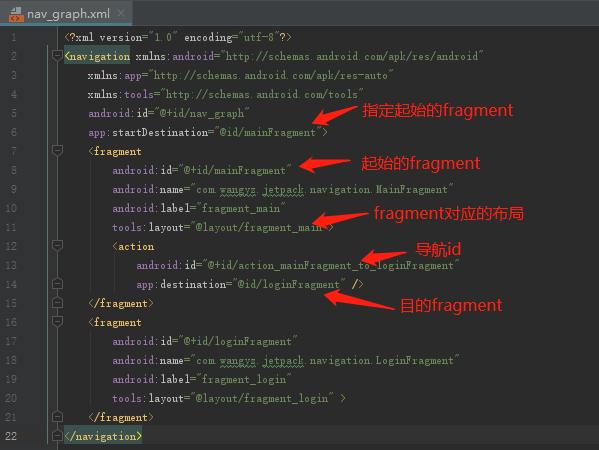 nav_graph.xml ×
1 <?xml version="1.0" encoding="utf-8"?>
2 <navigation xmlns:android="http://schemas.android.com/apk/res/android"
3 xmlns:app="http://schemas.android.com/apk/res-auto"
4 xmlns:tools="http://schemas.android.com/tools"
5 android:id="@+id/nav_graph" 指定起始的fragment
6 app:startDestination="@id/mainFragment">
7 <fragment
8 android:id="@+id/mainFragment" 起始的fragment
9 android:name="com.wangyz.jetpack.navigation.MainFragment"
10 android:label="fragment_main" fragment对应的布局
11 tools:layout="@layout/fragment_main">
12 <action 导航id
13 android:id="@+id/action_mainFragment_to_loginFragment"
14 app:destination="@id/loginFragment" />
15 </fragment> 目的fragment
16 <fragment
17 android:id="@+id/loginFragment"
18 android:name="com.wangyz.jetpack.navigation.LoginFragment"
19 android:label="fragment_login"
20 tools:layout="@layout/fragment_login" >
21 </fragment>
22 </navigation>